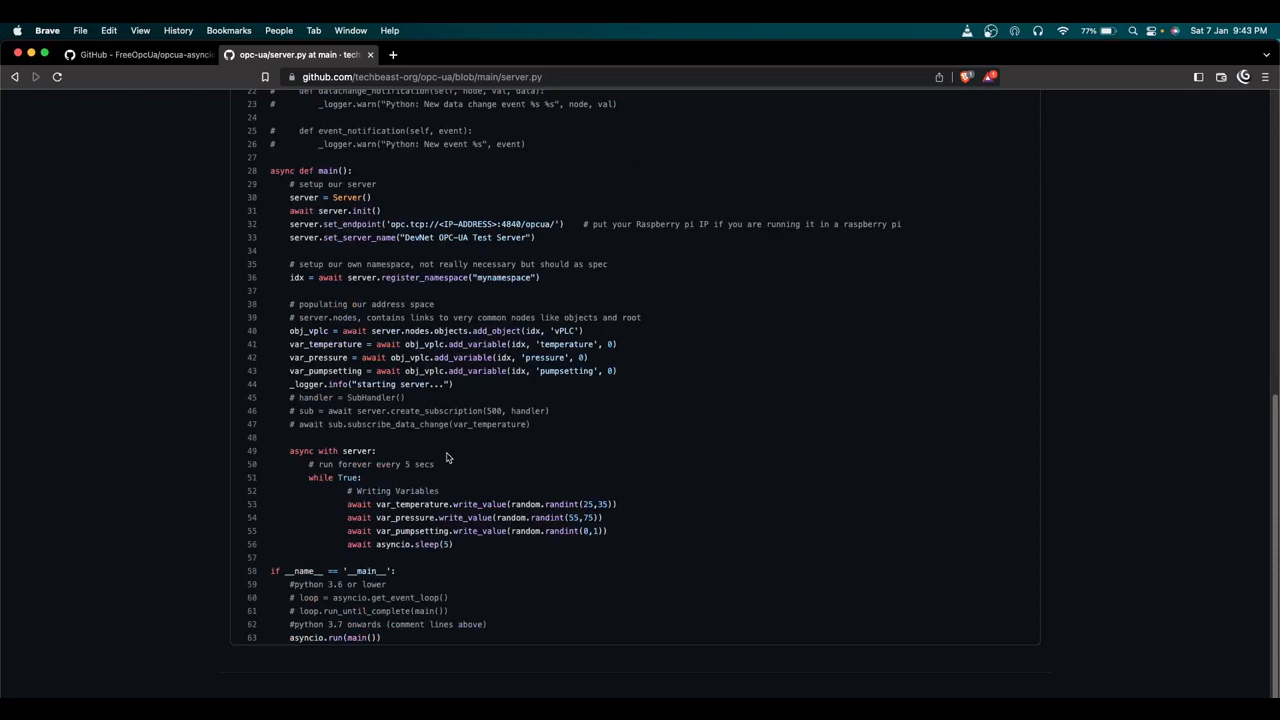 Brave File Edit View History Bookmarks People Tab Window Help 77% Sat 7 Jan 9:43 PM
GitHub - FreeOpcUa/opcua-asyncio opc-ua/server.py at main · tech
github.com/techbeast-org/opc-ua/blob/main/server.py
22 # def datachange_notification(self, node, val, data):
23 # _logger.warn("Python: New data change event %s %s", node, val)
24
25 # def event_notification(self, event):
26 # _logger.warn("Python: New event %s", event)
27
28 async def main():
29 # setup our server
30 server = Server()
31 await server.init()
32 server.set_endpoint('opc.tcp://<IP-ADDRESS>:4840/opcua/') # put your Raspberry pi IP if you are running it in a raspberry pi
33 server.set_server_name("DevNet OPC-UA Test Server")
34
35 # setup our own namespace, not really necessary but should as spec
36 idx = await server.register_namespace("mynamespace")
37
38 # populating our address space
39 # server.nodes, contains links to very common nodes like objects and root
40 obj_vplc = await server.nodes.objects.add_object(idx, 'vPLC')
41 var_temperature = await obj_vplc.add_variable(idx, 'temperature', 0)
42 var_pressure = await obj_vplc.add_variable(idx, 'pressure', 0)
43 var_pumpsetting = await obj_vplc.add_variable(idx, 'pumpsetting', 0)
44 _logger.info("starting server...")
45 # handler = SubHandler()
46 # sub = await server.create_subscription(500, handler)
47 # await sub.subscribe_data_change(var_temperature)
48
49 async with server:
50 # run forever every 5 secs
51 while True:
52 # Writing Variables
53 await var_temperature.write_value(random.randint(25,35))
54 await var_pressure.write_value(random.randint(55,75))
55 await var_pumpsetting.write_value(random.randint(0,1))
56 await asyncio.sleep(5)
57
58 if __name__ == '__main__':
59 #python 3.6 or lower
60 # loop = asyncio.get_event_loop()
61 # loop.run_until_complete(main())
62 #python 3.7 onwards (comment lines above)
63 asyncio.run(main())